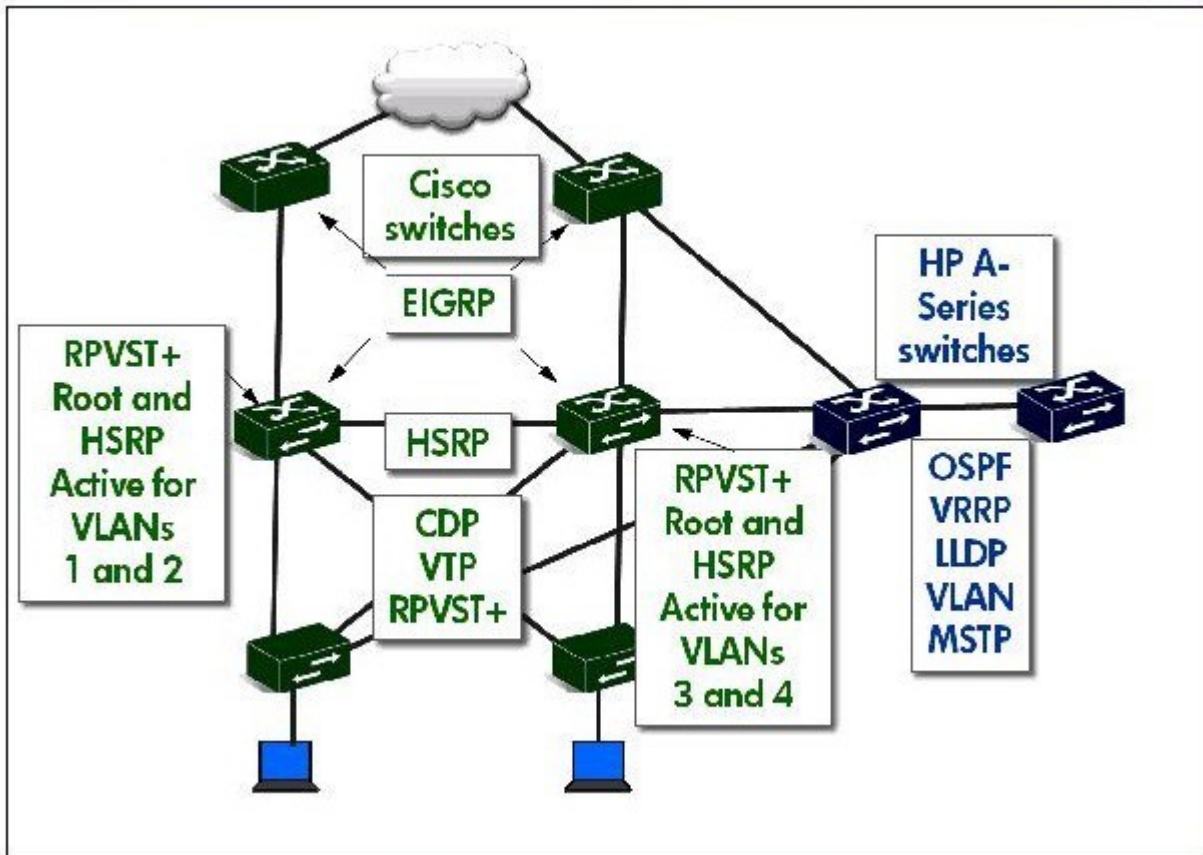 Cisco
switches
EIGRP
HP A-
Series
switches
RPVST+
Root and
HSRP
Active for
VLANs
1 and 2
HSRP
CDP
VTP
RPVST+
RPVST+
Root and
HSRP
Active for
VLANs
3 and 4
OSPF
VRRP
LLDP
VLAN
MSTP